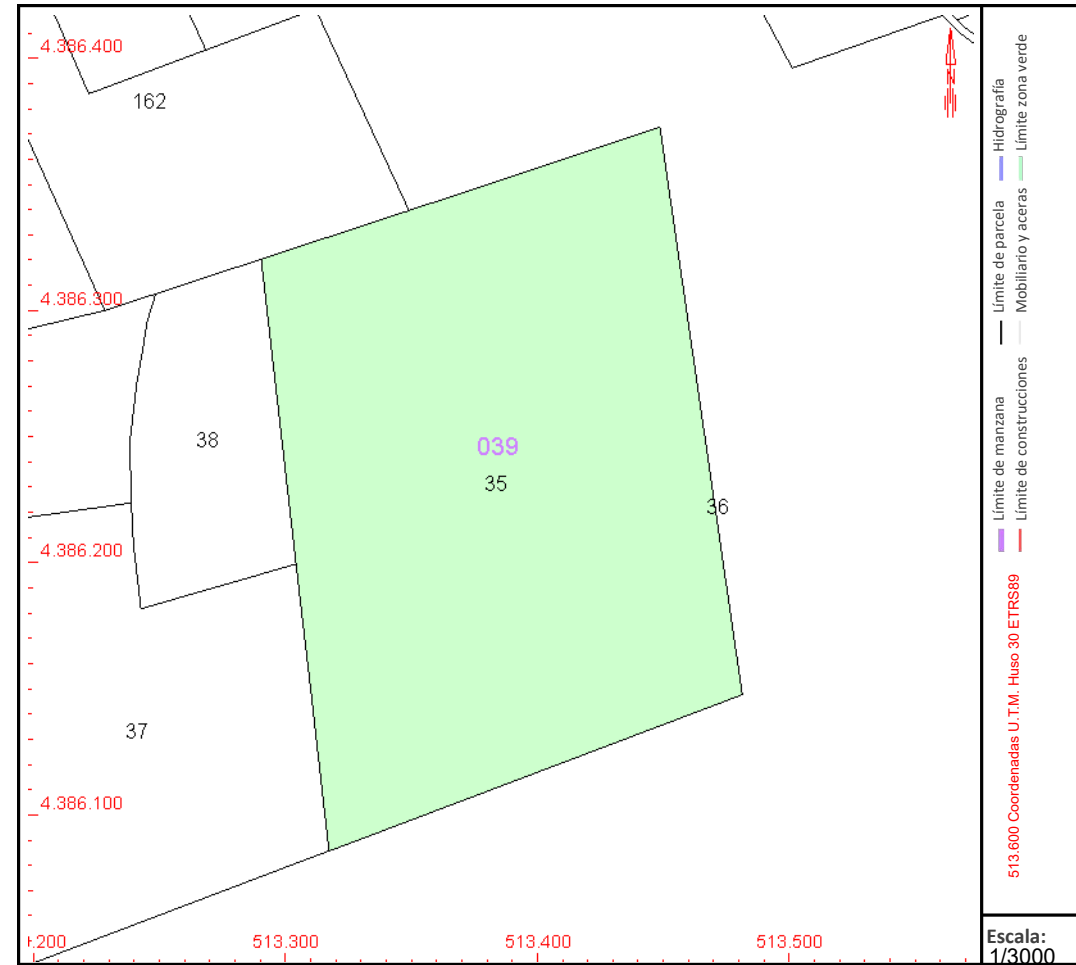 4.386.400
162
4.386.300
38
039
35
36
4.386.200
37
4.386.100
.200
513.300
513.400
513.500
N
Hidrografía
Límite zona verde
Límite de parcela
Mobiliario y aceras
Límite de manzana
Límite de construcciones
513.600 Coordenadas U.T.M. Huso 30 ETRS89
Escala:
1/3000